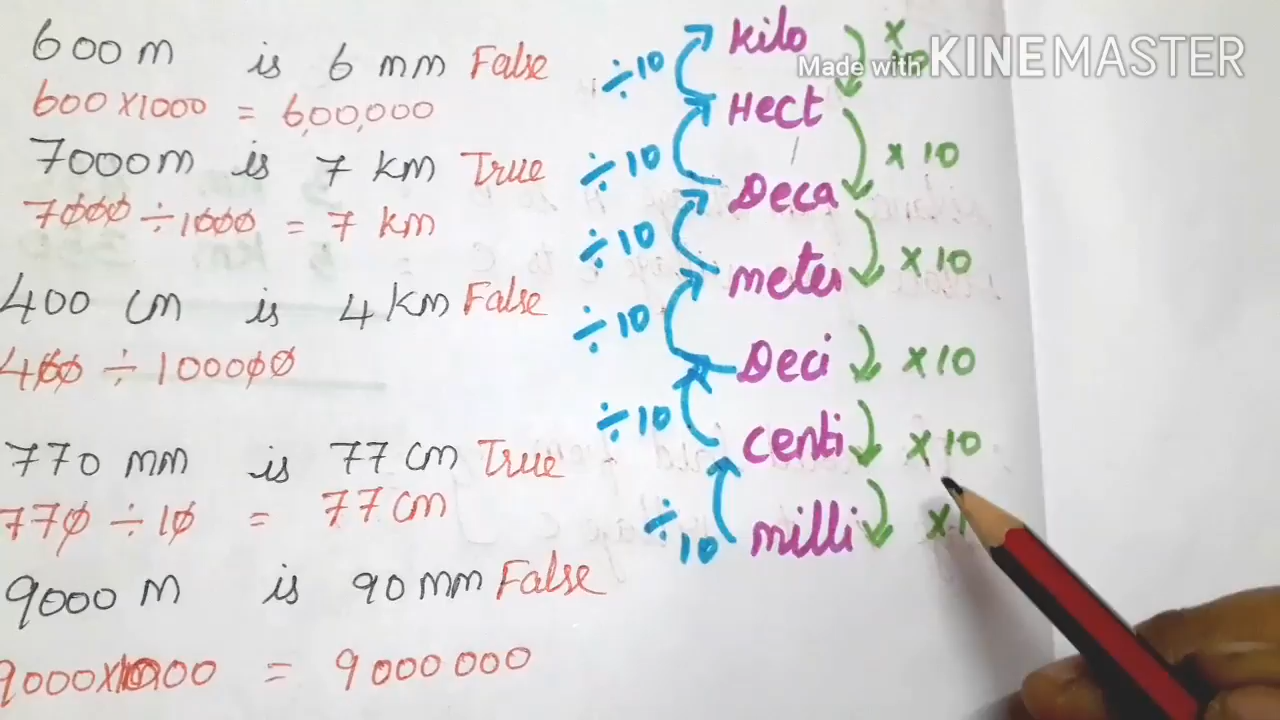 600 m is 6 mm False
600 x 1000 = 6,00,000
7000m is 7 km True
7000 ÷ 1000 = 7 km
400 cm is 4 km False
400 ÷ 100000
770 mm is 77 cm True
770 ÷ 10 = 77 cm
9000 m is 90 mm False
9000 x 1000 = 9000 000
kilo
÷10 x
Hect
÷10 x 10
Deca
÷10 x 10
meter
÷10
Deci x 10
÷10
centi x 10
÷10
milli
Made with KINEMASTER